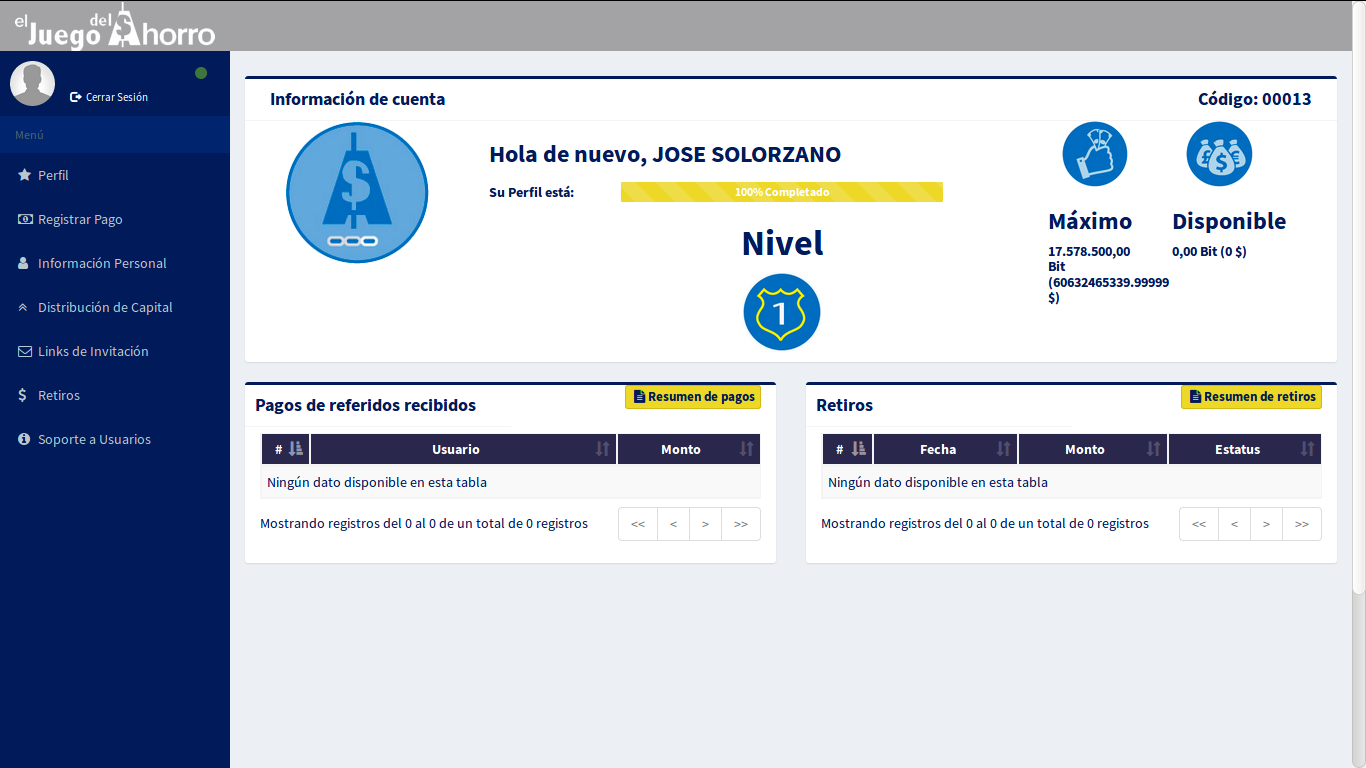 el Juego del Ahorro
Cerrar Sesión
Menú
Perfil
Registrar Pago
Información Personal
Distribución de Capital
Links de Invitación
Retiros
Soporte a Usuarios
Información de cuenta
Código: 00013
Hola de nuevo, JOSE SOLORZANO
Su Perfil está:
100% Completado
Nivel
1
Máximo
17.578.500,00
Bit
(60632465339.99999
$)
Disponible
0,00 Bit (0 $)
Pagos de referidos recibidos
Resumen de pagos
# Usuario Monto
Ningún dato disponible en esta tabla
Mostrando registros del 0 al 0 de un total de 0 registros
<< < > >>
Retiros
Resumen de retiros
# Fecha Monto Estatus
Ningún dato disponible en esta tabla
Mostrando registros del 0 al 0 de un total de 0 registros
<< < > >>